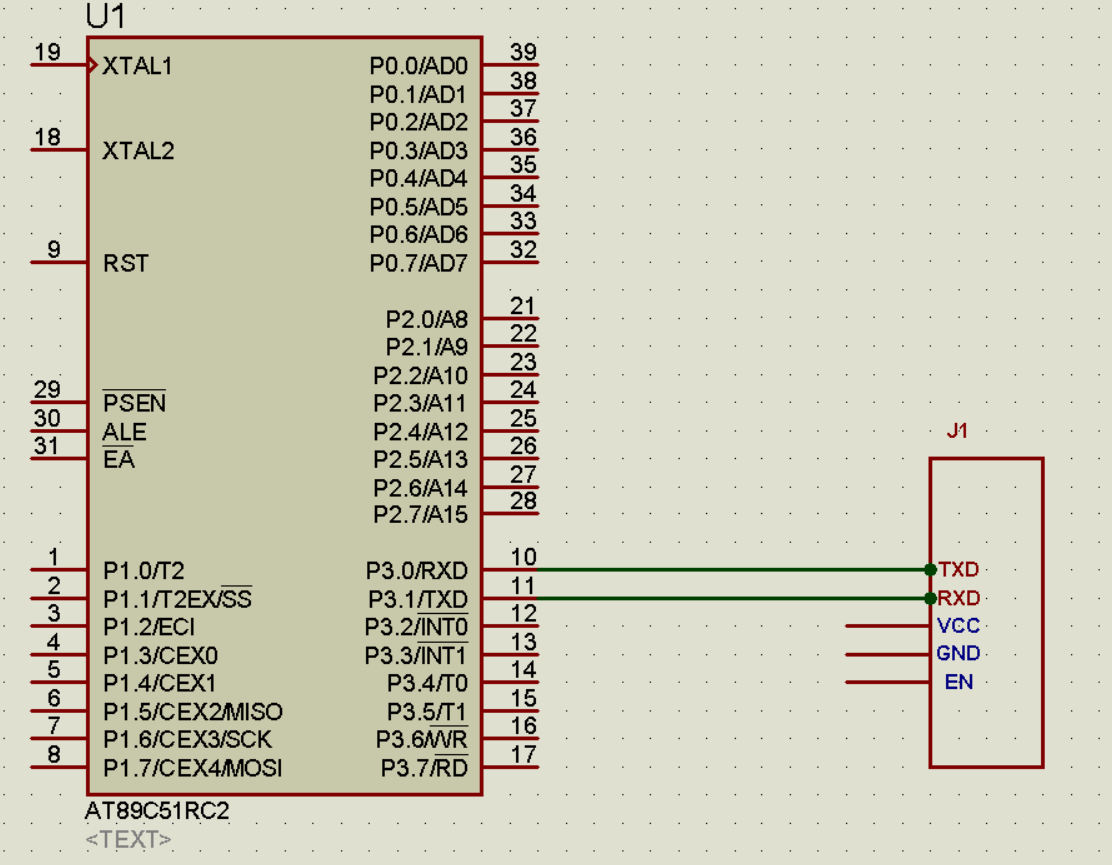 U1
19 XTAL1 P0.0/AD0 39
P0.1/AD1 38
P0.2/AD2 37
18 XTAL2 P0.3/AD3 36
P0.4/AD4 35
P0.5/AD5 34
P0.6/AD6 33
9 RST P0.7/AD7 32
P2.0/A8 21
P2.1/A9 22
P2.2/A10 23
29 PSEN P2.3/A11 24
30 ALE P2.4/A12 25
31 EA P2.5/A13 26
P2.6/A14 27
P2.7/A15 28
1 P1.0/T2 P3.0/RXD 10
2 P1.1/T2EX/SS P3.1/TXD 11
3 P1.2/ECI P3.2/INT0 12
4 P1.3/CEX0 P3.3/INT1 13
5 P1.4/CEX1 P3.4/T0 14
6 P1.5/CEX2/MISO P3.5/T1 15
7 P1.6/CEX3/SCK P3.6/WR 16
8 P1.7/CEX4/MOSI P3.7/RD 17
AT89C51RC2
<TEXT>
J1
TXD
RXD
VCC
GND
EN